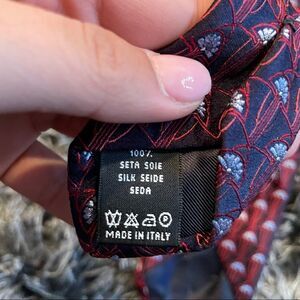 100%
SETA SOIE
SILK SEIDE
SEDA
P
MADE IN ITALY